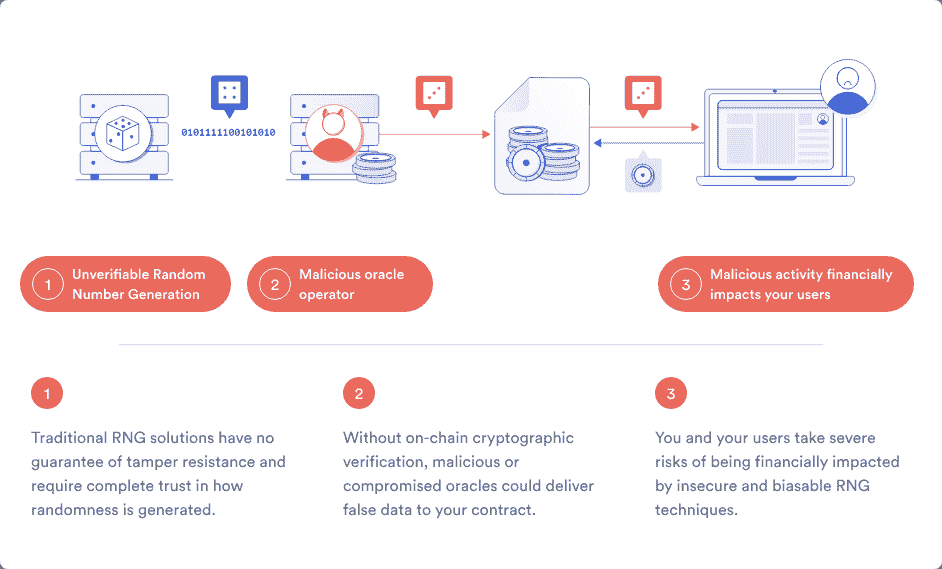 0101111100101010
1
Unverifiable Random
Number Generation
2
Malicious oracle
operator
3
Malicious activity financially
impacts your users
1
Traditional RNG solutions have no
guarantee of tamper resistance and
require complete trust in how
randomness is generated.
2
Without on-chain cryptographic
verification, malicious or
compromised oracles could deliver
false data to your contract.
3
You and your users take severe
risks of being financially impacted
by insecure and biasable RNG
techniques.